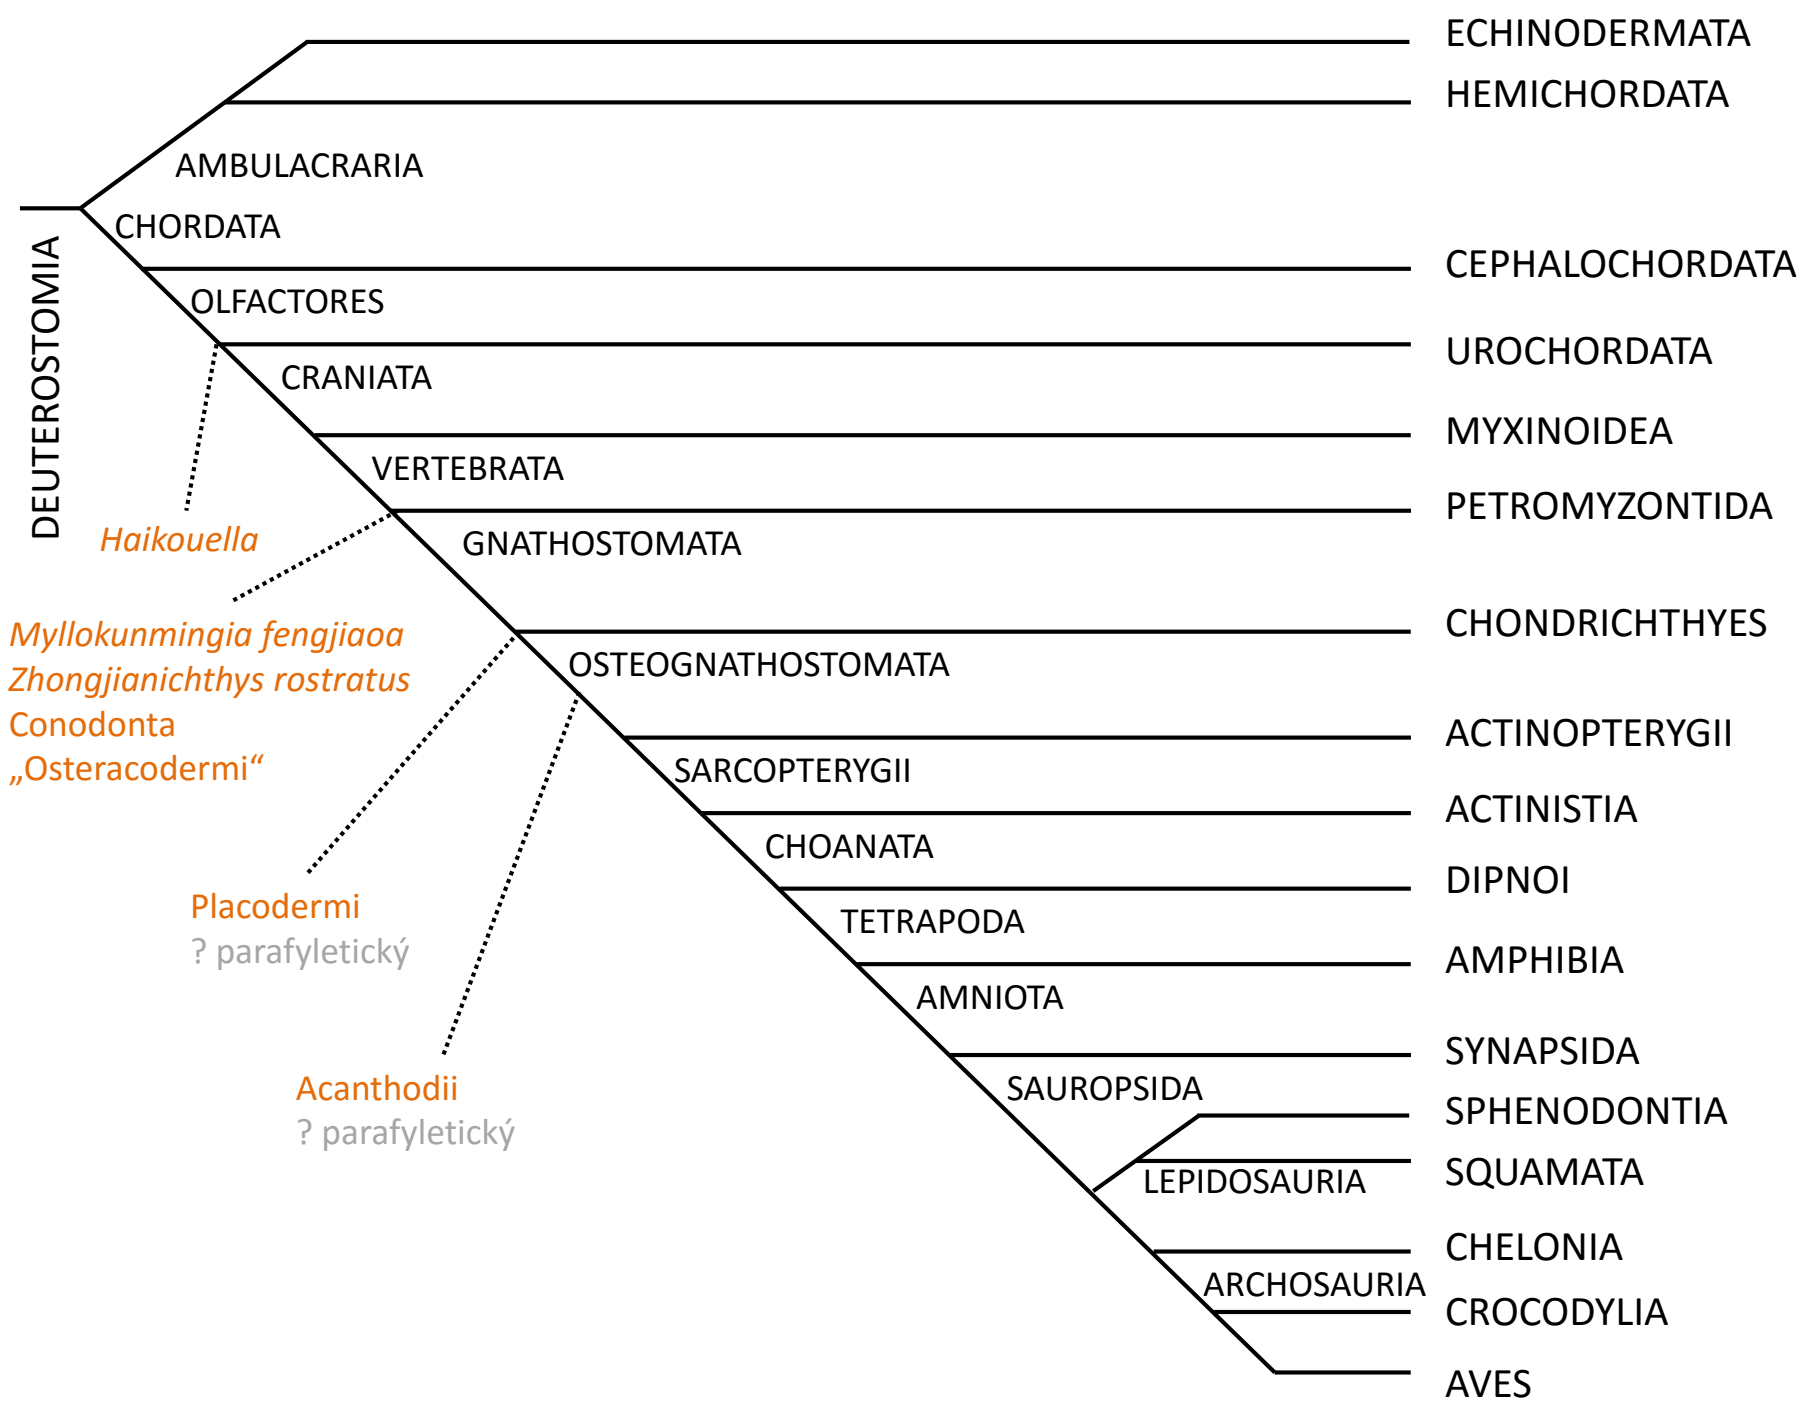 ECHINODERMATA
HEMICHORDATA
AMBULACRARIA
CHORDATA
DEUTEROSTOMIA
CEPHALOCHORDATA
OLFACTORES
UROCHORDATA
CRANIATA
MYXINOIDEA
VERTEBRATA
PETROMYZONTIDA
Haikouella
GNATHOSTOMATA
Myllokunmingia fengjiaoa
Zhongjianichthys rostratus
Conodonta
„Osteracodermi“
CHONDRICHTHYES
OSTEOGNATHOSTOMATA
ACTINOPTERYGII
SARCOPTERYGII
ACTINISTIA
CHOANATA
DIPNOI
Placodermi
? parafyletický
TETRAPODA
AMPHIBIA
AMNIOTA
SYNAPSIDA
Acanthodii
? parafyletický
SAUROPSIDA
SPHENODONTIA
SQUAMATA
LEPIDOSAURIA
CHELONIA
ARCHOSAURIA
CROCODYLIA
AVES